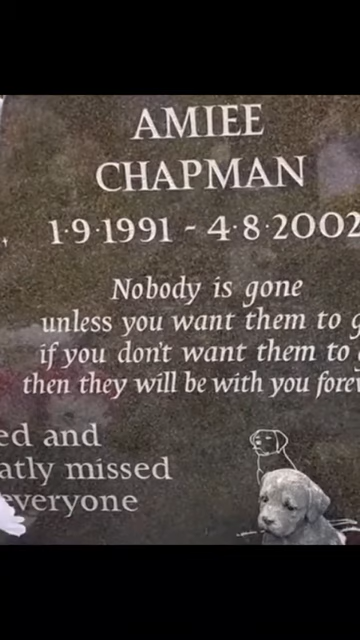 AMIEE
CHAPMAN
1·9·1991 - 4·8·2002
Nobody is gone
unless you want them to g
if you don't want them to g
then they will be with you forev
ed and
atly missed
everyone